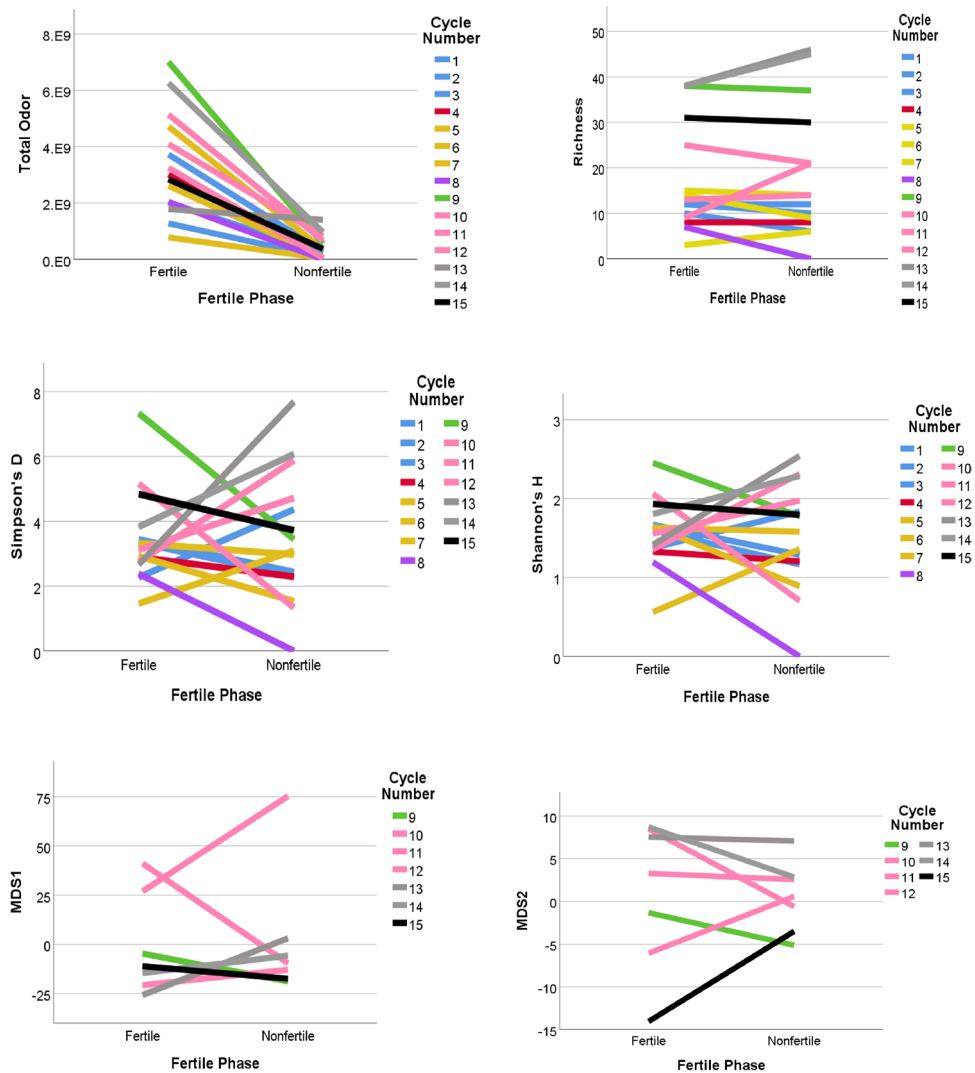 Cycle
Number
8.E9
6.E9
4.E9
2.E9
0.E0
Total Odor
Fertile
Nonfertile
Fertile Phase
1
2
3
4
5
6
7
8
9
10
11
12
13
14
15
Cycle
Number
50
40
30
20
10
0
Richness
Fertile
Nonfertile
Fertile Phase
1
2
3
4
5
6
7
8
9
10
11
12
13
14
15
Cycle
Number
8
6
4
2
0
Simpson's D
Fertile
Nonfertile
Fertile Phase
1 9
2 10
3 11
4 12
5 13
6 14
7 15
8
Cycle
Number
3
2
1
0
Shannon's H
Fertile
Nonfertile
Fertile Phase
1 9
2 10
3 11
4 12
5 13
6 14
7 15
8
Cycle
Number
75
50
25
0
-25
MDS1
Fertile
Nonfertile
Fertile Phase
9
10
11
12
13
14
15
Cycle
Number
10
5
0
-5
-10
-15
MDS2
Fertile
Nonfertile
Fertile Phase
9 13
10 14
11 15
12